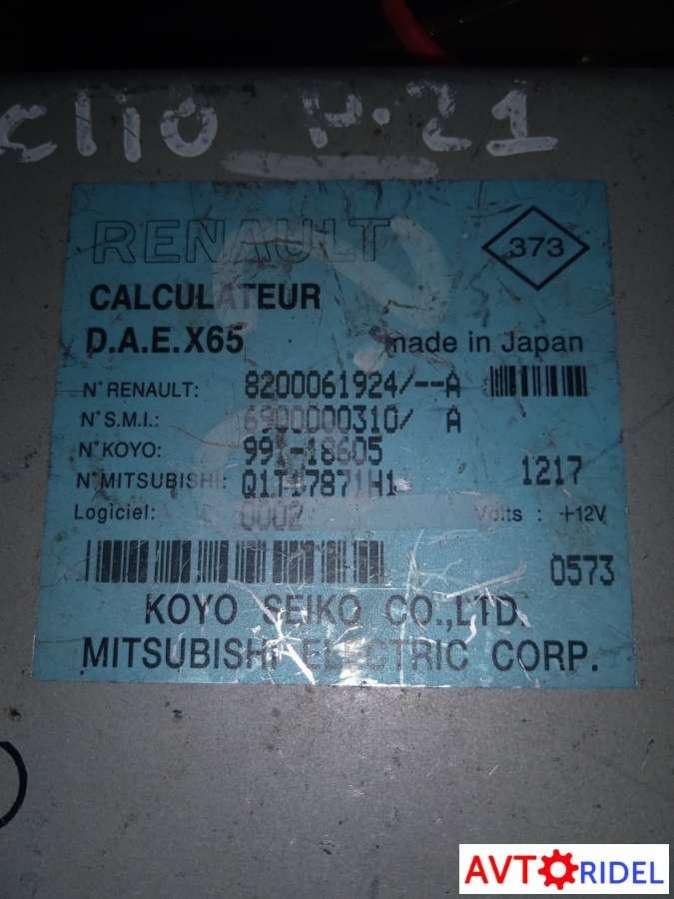 clio P.21
RENAULT
373
CALCULATEUR
D.A.E.X65 made in Japan
N° RENAULT: 8200061924/--A
N° S.M.I.: 6900000310/ A
N° KOYO: 991-18605
N° MITSUBISHI: Q1T17871H1
1217
Logiciel: 0002 Volts : +12V
0573
KOYO SEIKO CO.,LTD.
MITSUBISHI ELECTRIC CORP.
AVTORIDEL